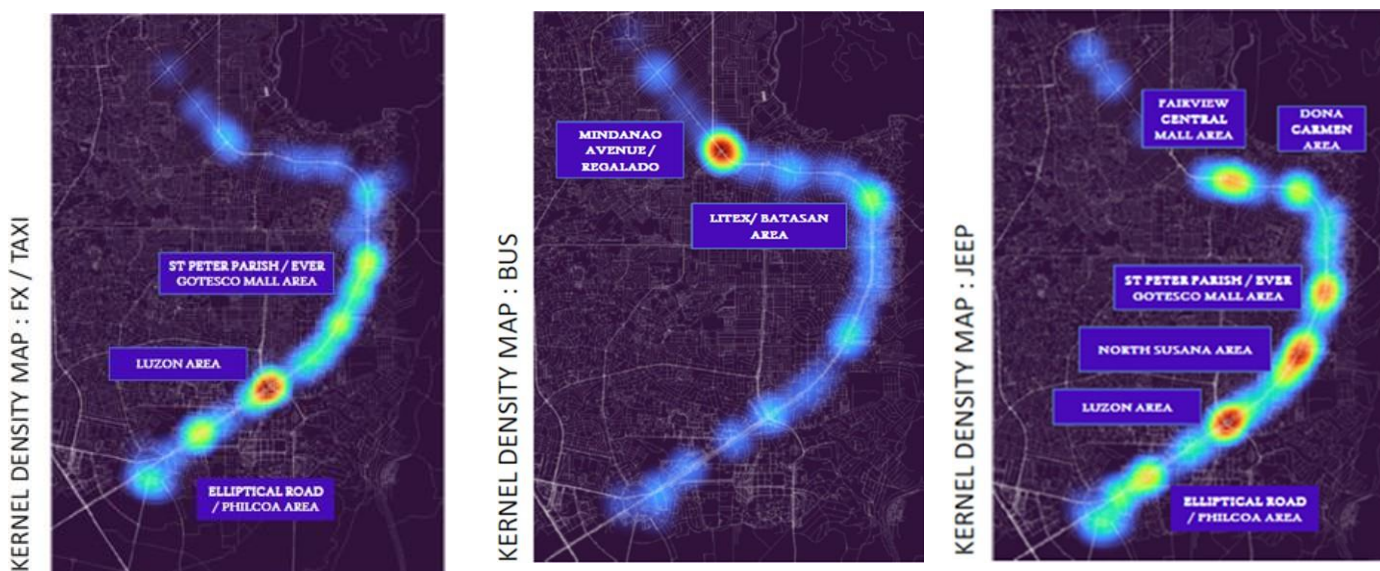 KERNEL DENSITY MAP : FX / TAXI
ST PETER PARISH / EVER
GOTESCO MALL AREA
LUZON AREA
ELLIPTICAL ROAD
/ PHILCOA AREA
KERNEL DENSITY MAP : BUS
MINDANAO
AVENUE /
REGALADO
LITEX/ BATASAN
AREA
KERNEL DENSITY MAP : JEEP
FAIRVIEW
CENTRAL
MALL AREA
DONA
CARMEN
AREA
ST PETER PARISH / EVER
GOTESCO MALL AREA
NORTH SUSANA AREA
LUZON AREA
ELLIPTICAL ROAD
/ PHILCOA AREA